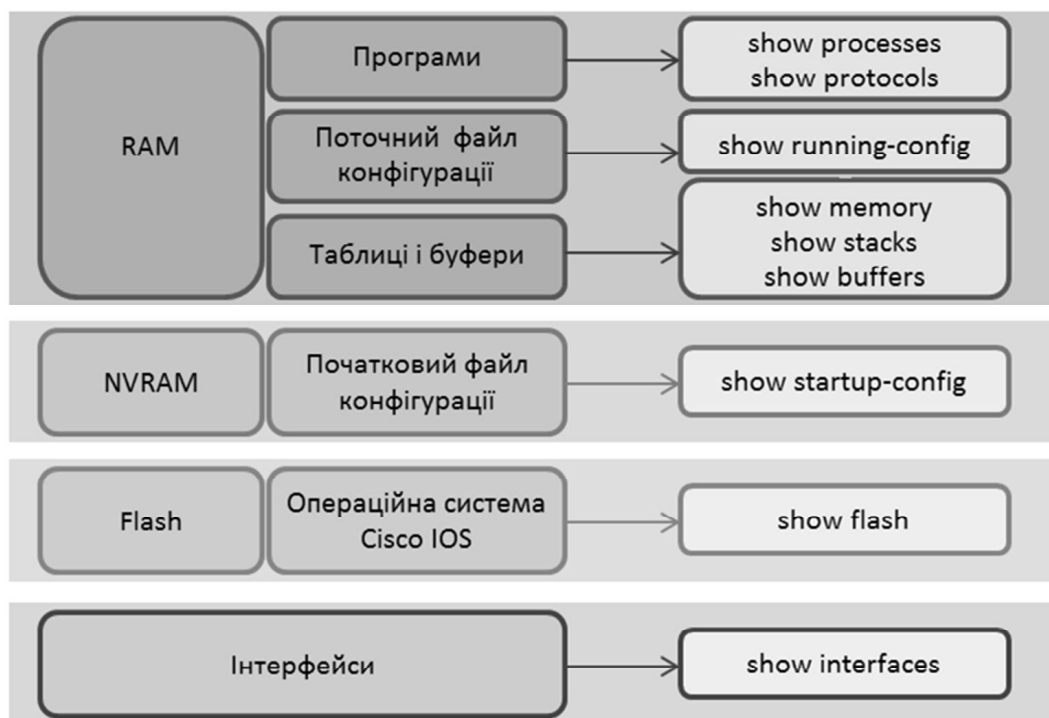 RAM
Програми
show processes
show protocols
Поточний файл
конфігурації
show running-config
Таблиці і буфери
show memory
show stacks
show buffers
NVRAM
Початковий файл
конфігурації
show startup-config
Flash
Операційна система
Cisco IOS
show flash
Інтерфейси
show interfaces